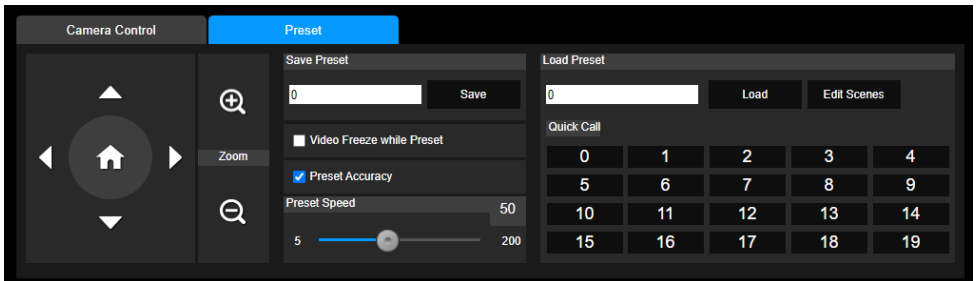 Camera Control
Preset
Zoom
Save Preset
0
Save
Video Freeze while Preset
Preset Accuracy
Preset Speed
50
5
200
Load Preset
0
Load
Edit Scenes
Quick Call
0 1 2 3 4
5 6 7 8 9
10 11 12 13 14
15 16 17 18 19